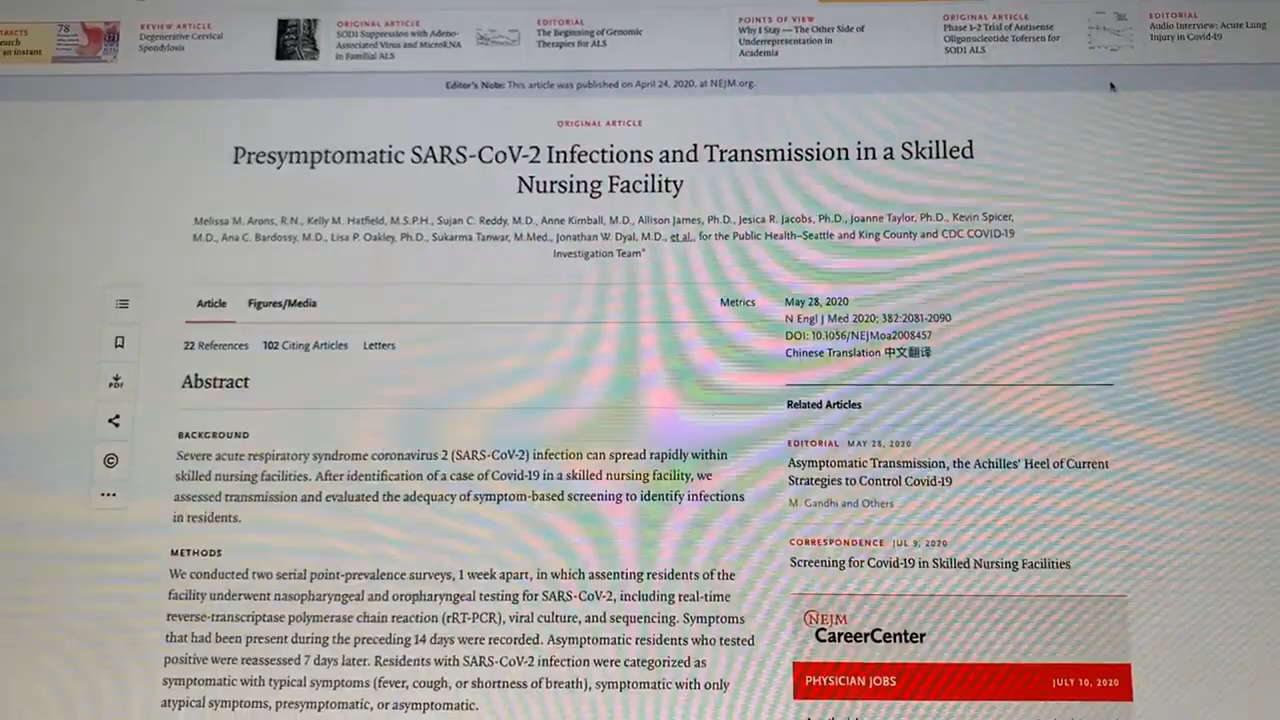 TRACTS
78
earch
an instant
REVIEW ARTICLE
Degenerative Cervical
Spondylosis
ORIGINAL ARTICLE
SOD1 Suppression with Adeno-
Associated Virus and MicroRNA
in Familial ALS
EDITORIAL
The Beginning of Genomic
Therapies for ALS
POINTS OF VIEW
Why I Stay — The Other Side of
Underrepresentation in
Academia
ORIGINAL ARTICLE
Phase 1–2 Trial of Antisense
Oligonucleotide Tofersen for
SOD1 ALS
EDITORIAL
Audio Interview: Acute Lung
Injury in Covid-19
Editor's Note: This article was published on April 24, 2020, at NEJM.org.
ORIGINAL ARTICLE
Presymptomatic SARS-CoV-2 Infections and Transmission in a Skilled
Nursing Facility
Melissa M. Arons, R.N., Kelly M. Hatfield, M.S.P.H., Sujan C. Reddy, M.D., Anne Kimball, M.D., Allison James, Ph.D., Jesica R. Jacobs, Ph.D., Joanne Taylor, Ph.D., Kevin Spicer,
M.D., Ana C. Bardossy, M.D., Lisa P. Oakley, Ph.D., Sukarma Tanwar, M.Med., Jonathan W. Dyal, M.D., et al., for the Public Health–Seattle and King County and CDC COVID-19
Investigation Team*
Article Figures/Media
Metrics
May 28, 2020
N Engl J Med 2020; 382:2081-2090
DOI: 10.1056/NEJMoa2008457
Chinese Translation 中文翻译
22 References 102 Citing Articles Letters
Abstract
BACKGROUND
Severe acute respiratory syndrome coronavirus 2 (SARS-CoV-2) infection can spread rapidly within
skilled nursing facilities. After identification of a case of Covid-19 in a skilled nursing facility, we
assessed transmission and evaluated the adequacy of symptom-based screening to identify infections
in residents.
METHODS
We conducted two serial point-prevalence surveys, 1 week apart, in which assenting residents of the
facility underwent nasopharyngeal and oropharyngeal testing for SARS-CoV-2, including real-time
reverse-transcriptase polymerase chain reaction (rRT-PCR), viral culture, and sequencing. Symptoms
that had been present during the preceding 14 days were recorded. Asymptomatic residents who tested
positive were reassessed 7 days later. Residents with SARS-CoV-2 infection were categorized as
symptomatic with typical symptoms (fever, cough, or shortness of breath), symptomatic with only
atypical symptoms, presymptomatic, or asymptomatic.
PDF
©
Related Articles
EDITORIAL MAY 28, 2020
Asymptomatic Transmission, the Achilles' Heel of Current
Strategies to Control Covid-19
M. Gandhi and Others
CORRESPONDENCE JUL 9, 2020
Screening for Covid-19 in Skilled Nursing Facilities
NEJM
CareerCenter
PHYSICIAN JOBS
JULY 10, 2020